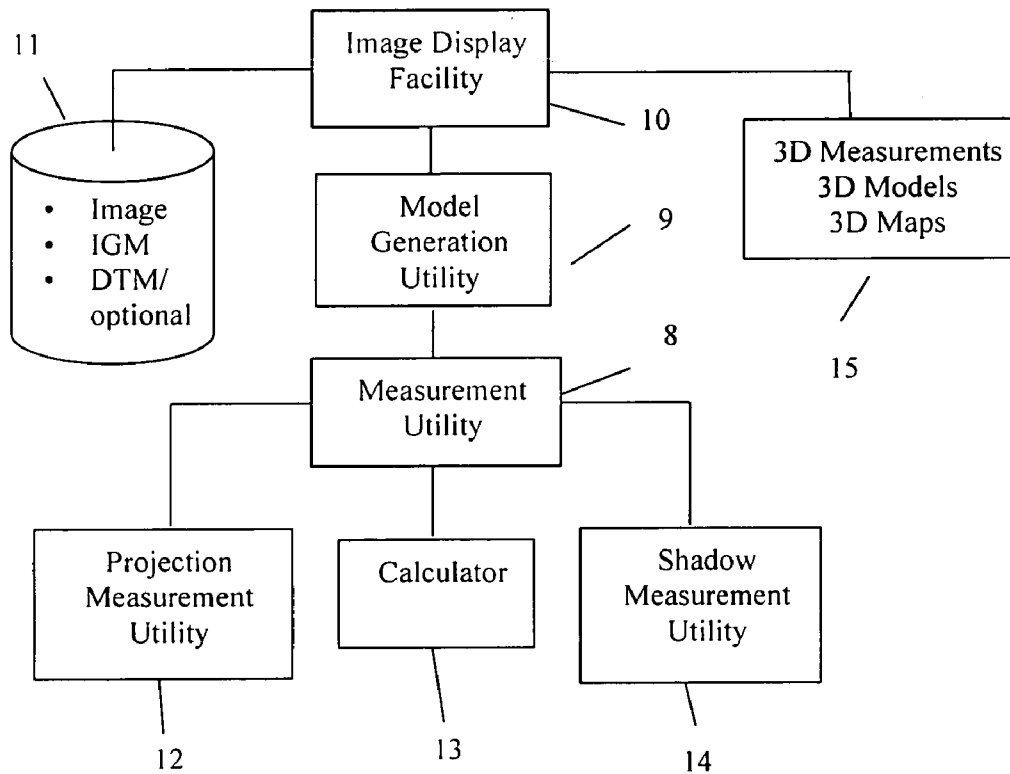 11
Image Display
Facility
10
3D Measurements
3D Models
3D Maps
• Image
• IGM
• DTM/
optional
Model
Generation
Utility
9
15
8
Measurement
Utility
Projection
Measurement
Utility
Calculator
Shadow
Measurement
Utility
12
13
14